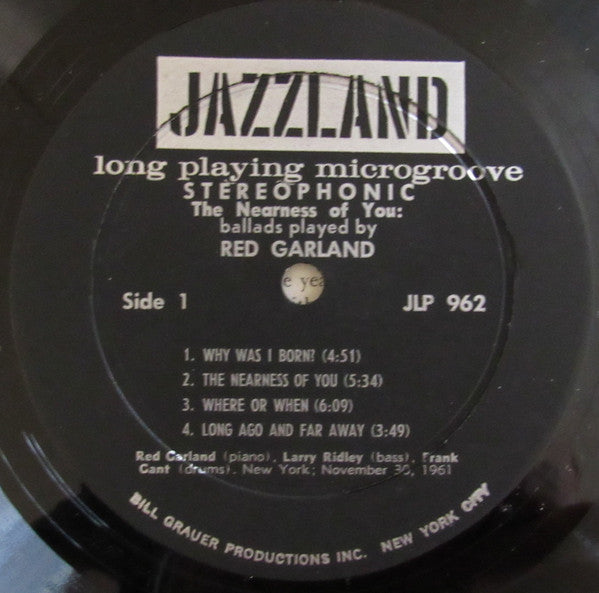 JAZZLAND
long playing microgroove
STEREOPHONIC
The Nearness of You:
ballads played by
RED GARLAND
e yea
Side 1
JLP 962
1. WHY WAS I BORN? (4:51)
2. THE NEARNESS OF YOU (5:34)
3. WHERE OR WHEN (6:09)
4. LONG AGO AND FAR AWAY (3:49)
Red Garland (piano), Larry Ridley (bass), Frank
Gant (drums). New York; November 30, 1961
BILL GRAUER PRODUCTIONS INC. NEW YORK CITY